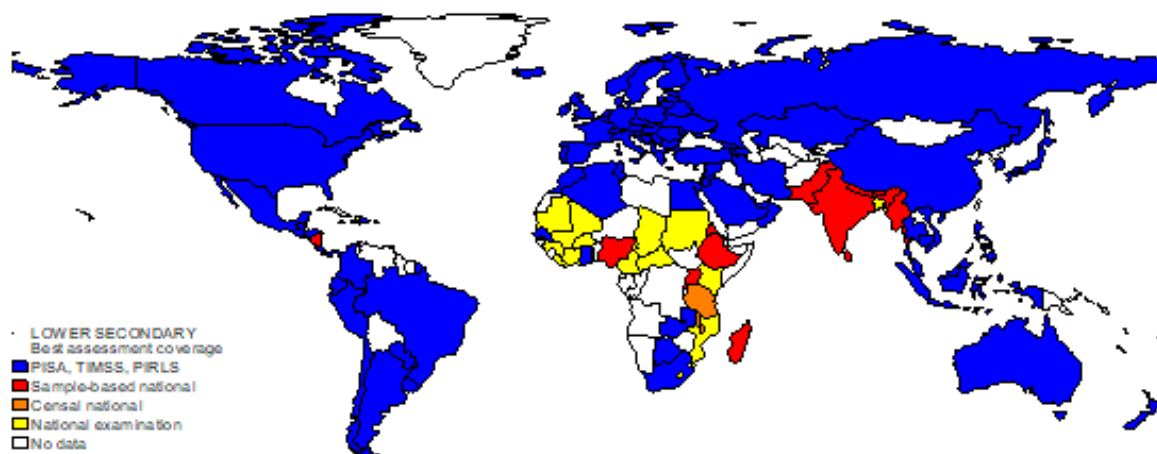 LOWER SECONDARY
Best assessment coverage
PISA, TIMSS, PIRLS
Sample-based national
Censal national
National examination
No data